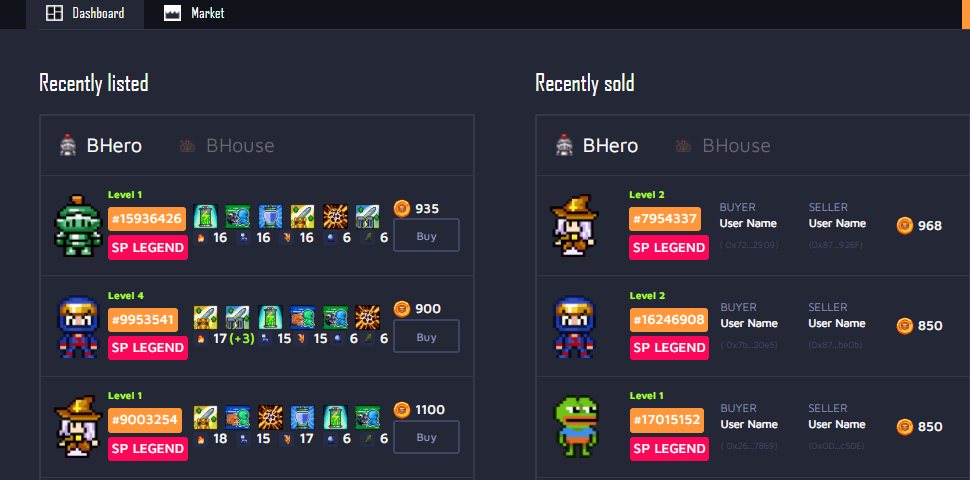 Dashboard Market
Recently listed
BHero BHouse
Level 1
#15936426
SP LEGEND
16 16 16 6 6
935
Buy
Level 4
#9953541
SP LEGEND
17 (+3) 15 15 6 6
900
Buy
Level 1
#9003254
SP LEGEND
18 15 17 6 6
1100
Buy
Recently sold
BHero BHouse
Level 2
#7954337
SP LEGEND
BUYER
User Name
( 0x72...2909)
SELLER
User Name
(0x87...926F)
968
Level 2
#16246908
SP LEGEND
BUYER
User Name
( 0x7b...20e5)
SELLER
User Name
(0x87...be0b)
850
Level 1
#17015152
SP LEGEND
BUYER
User Name
( 0x26...7869)
SELLER
User Name
(0x0D...c5DE)
850